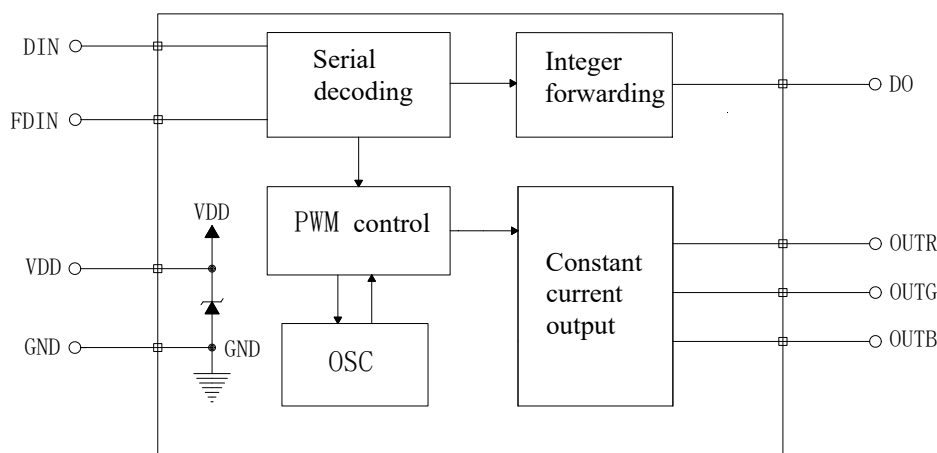 DIN
Serial
decoding
Integer
forwarding
DO
FDIN
VDD
PWM control
OUTR
VDD
Constant
current
output
OUTG
GND
GND
OSC
OUTB